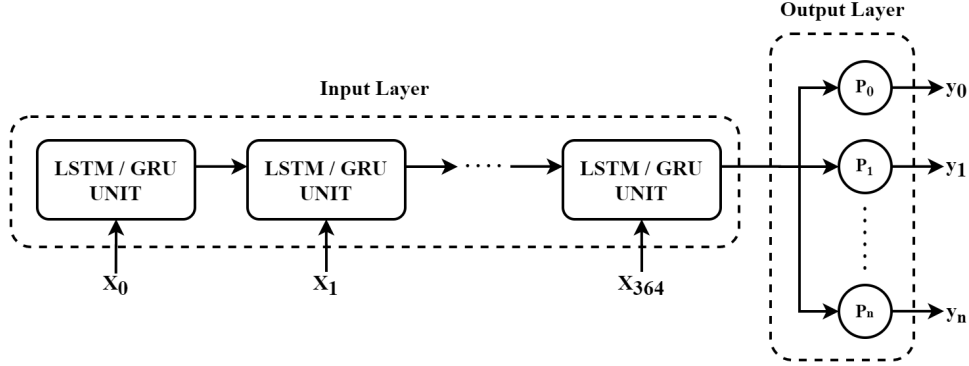 Output Layer
Input Layer
P0
y0
LSTM / GRU
UNIT
LSTM / GRU
UNIT
....
LSTM / GRU
UNIT
P1
y1
X0
X1
X364
......
Pn
yn